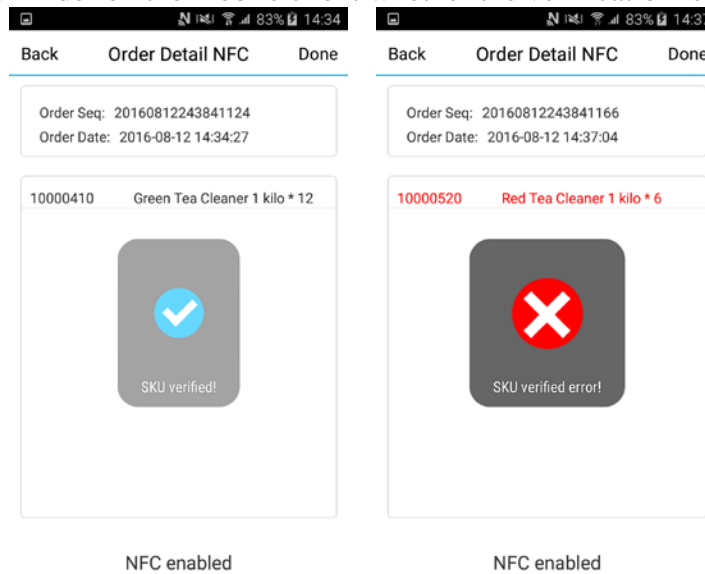 83% 14:34
Back Order Detail NFC Done
Order Seq: 20160812243841124
Order Date: 2016-08-12 14:34:27
10000410 Green Tea Cleaner 1 kilo * 12
SKU verified!
NFC enabled
83% 14:37
Back Order Detail NFC Done
Order Seq: 20160812243841166
Order Date: 2016-08-12 14:37:04
10000520 Red Tea Cleaner 1 kilo * 6
SKU verified error!
NFC enabled